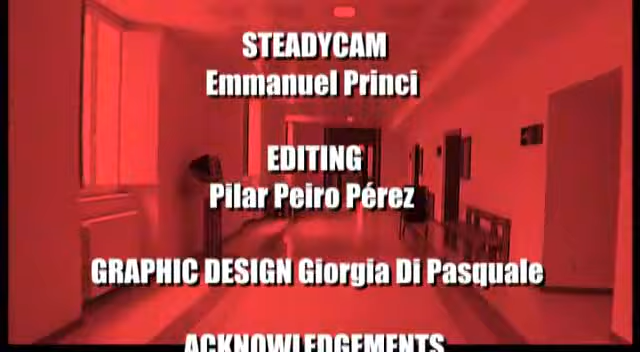 STEADYCAM
Emmanuel Princi
EDITING
Pilar Peiro Pérez
GRAPHIC DESIGN Giorgia Di Pasquale
ACKNOWLEDGEMENTS